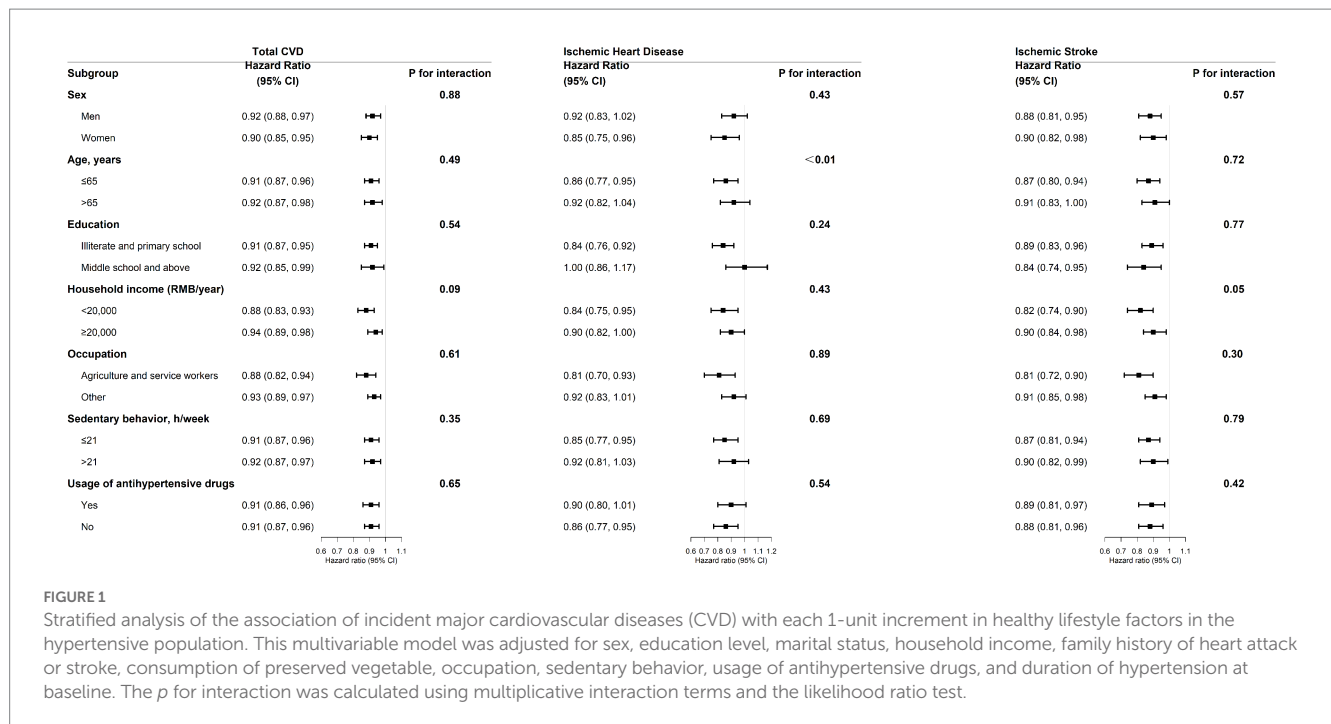 Total CVD Ischemic Heart Disease Ischemic Stroke
Hazard Ratio Hazard Ratio Hazard Ratio
Subgroup P for interaction P for interaction P for interaction
(95% CI) (95% CI) (95% CI)
Sex 0.88 0.43 0.57
Men 0.92 (0.88, 0.97) 0.92 (0.83, 1.02) 0.88 (0.81, 0.95)
Women 0.90 (0.85, 0.95) 0.85 (0.75, 0.96) 0.90 (0.82, 0.98)
Age, years 0.49 <0.01 0.72
≤65 0.91 (0.87, 0.96) 0.86 (0.77, 0.95) 0.87 (0.80, 0.94)
>65 0.92 (0.87, 0.98) 0.92 (0.82, 1.04) 0.91 (0.83, 1.00)
Education 0.54 0.24 0.77
Illiterate and primary school 0.91 (0.87, 0.95) 0.84 (0.76, 0.92) 0.89 (0.83, 0.96)
Middle school and above 0.92 (0.85, 0.99) 1.00 (0.86, 1.17) 0.84 (0.74, 0.95)
Household income (RMB/year) 0.09 0.43 0.05
<20,000 0.88 (0.83, 0.93) 0.84 (0.75, 0.95) 0.82 (0.74, 0.90)
≥20,000 0.94 (0.89, 0.98) 0.90 (0.82, 1.00) 0.90 (0.84, 0.98)
Occupation 0.61 0.89 0.30
Agriculture and service workers 0.88 (0.82, 0.94) 0.81 (0.70, 0.93) 0.81 (0.72, 0.90)
Other 0.93 (0.89, 0.97) 0.92 (0.83, 1.01) 0.91 (0.85, 0.98)
Sedentary behavior, h/week 0.35 0.69 0.79
≤21 0.91 (0.87, 0.96) 0.85 (0.77, 0.95) 0.87 (0.81, 0.94)
>21 0.92 (0.87, 0.97) 0.92 (0.81, 1.03) 0.90 (0.82, 0.99)
Usage of antihypertensive drugs 0.65 0.54 0.42
Yes 0.91 (0.86, 0.96) 0.90 (0.80, 1.01) 0.89 (0.81, 0.97)
No 0.91 (0.87, 0.96) 0.86 (0.77, 0.95) 0.88 (0.81, 0.96)
0.6 0.7 0.8 0.9 1 1.1 0.6 0.7 0.8 0.9 1 1.1 1.2 0.6 0.7 0.8 0.9 1 1.1
Hazard ratio (95% CI) Hazard ratio (95% CI) Hazard ratio (95% CI)
FIGURE 1
Stratified analysis of the association of incident major cardiovascular diseases (CVD) with each 1-unit increment in healthy lifestyle factors in the
hypertensive population. This multivariable model was adjusted for sex, education level, marital status, household income, family history of heart attack
or stroke, consumption of preserved vegetable, occupation, sedentary behavior, usage of antihypertensive drugs, and duration of hypertension at
baseline. The p for interaction was calculated using multiplicative interaction terms and the likelihood ratio test.